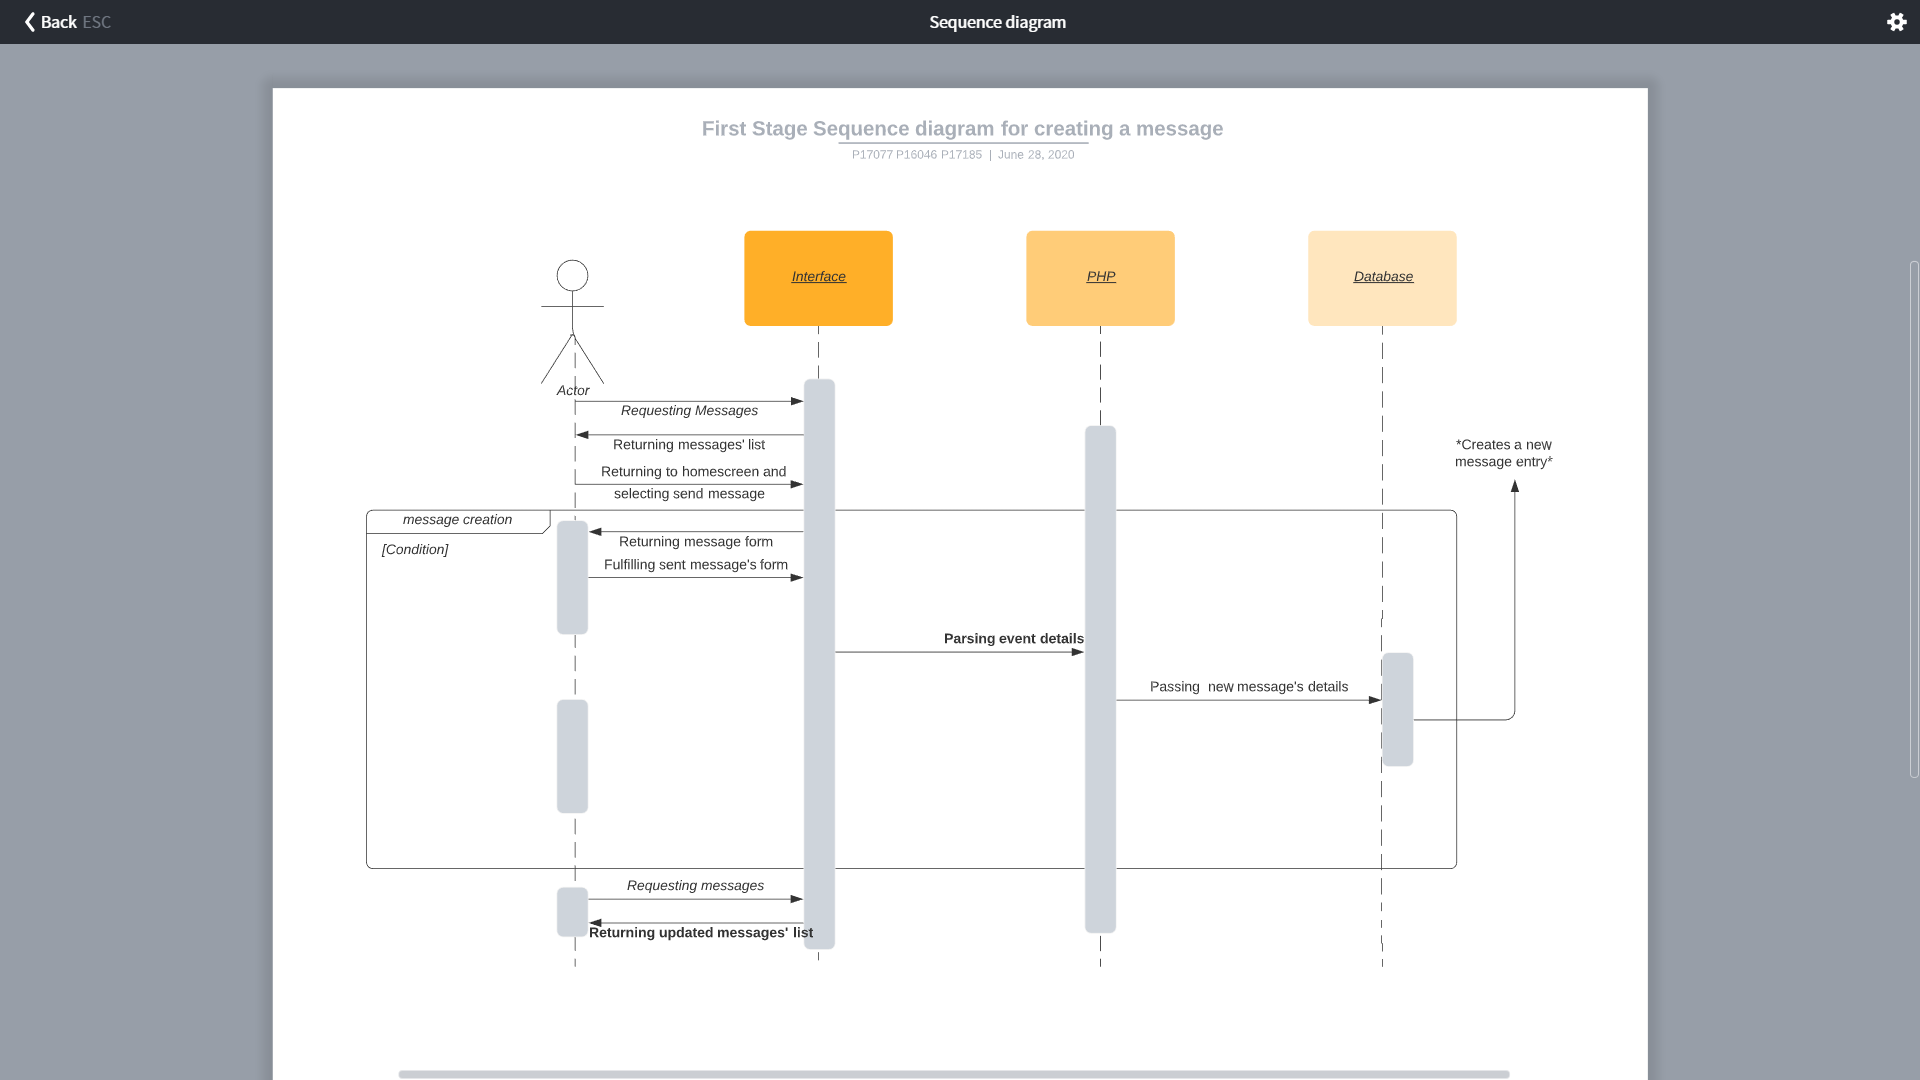 Back ESC
Sequence diagram
First Stage Sequence diagram for creating a message
P17077 P16046 P17185 | June 28, 2020
Interface
PHP
Database
Actor
Requesting Messages
Returning messages' list
*Creates a new
message entry*
Returning to homescreen and
selecting send message
message creation
Returning message form
[Condition]
Fulfilling sent message's form
Parsing event details
Passing  new message's details
Requesting messages
Returning updated messages' list